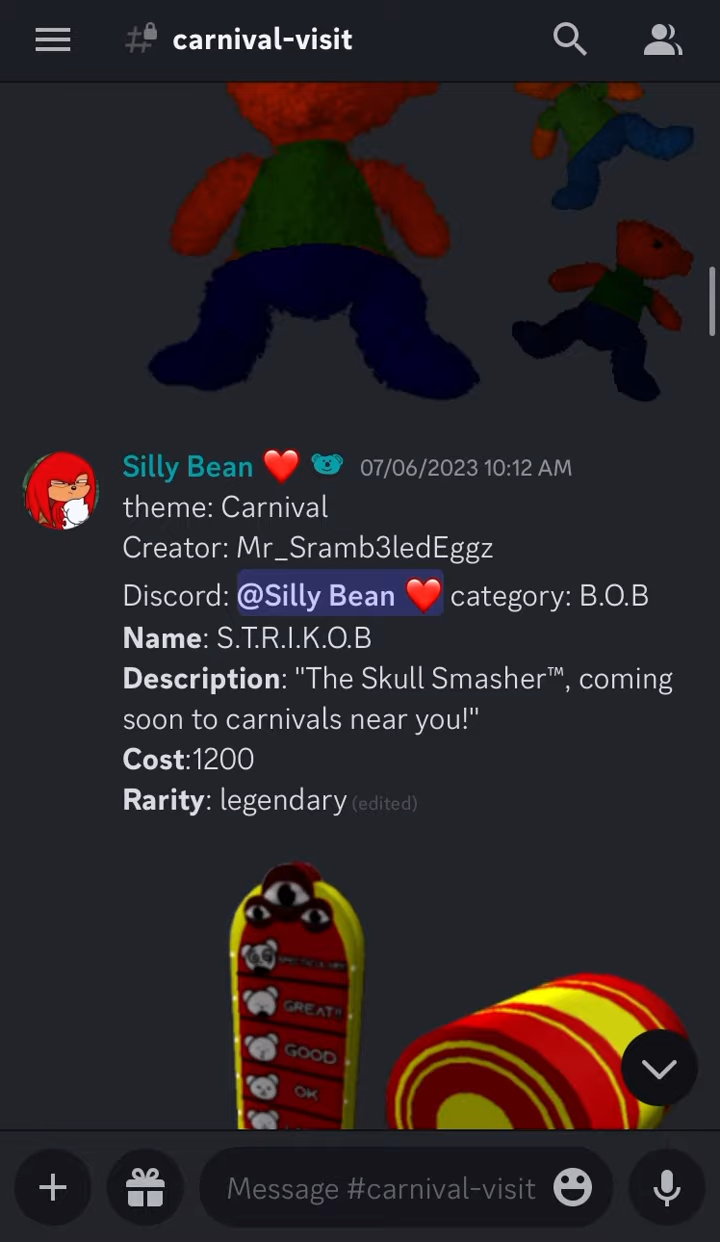 carnival-visit
Silly Bean ❤️ 07/06/2023 10:12 AM
theme: Carnival
Creator: Mr_Sramb3ledEggz
Discord: @Silly Bean ❤️ category: B.O.B
Name: S.T.R.I.K.O.B
Description: "The Skull Smasher™, coming
soon to carnivals near you!"
Cost:1200
Rarity: legendary (edited)
SPECTACULAR!!
GREAT!!
GOOD
OK
Message #carnival-visit